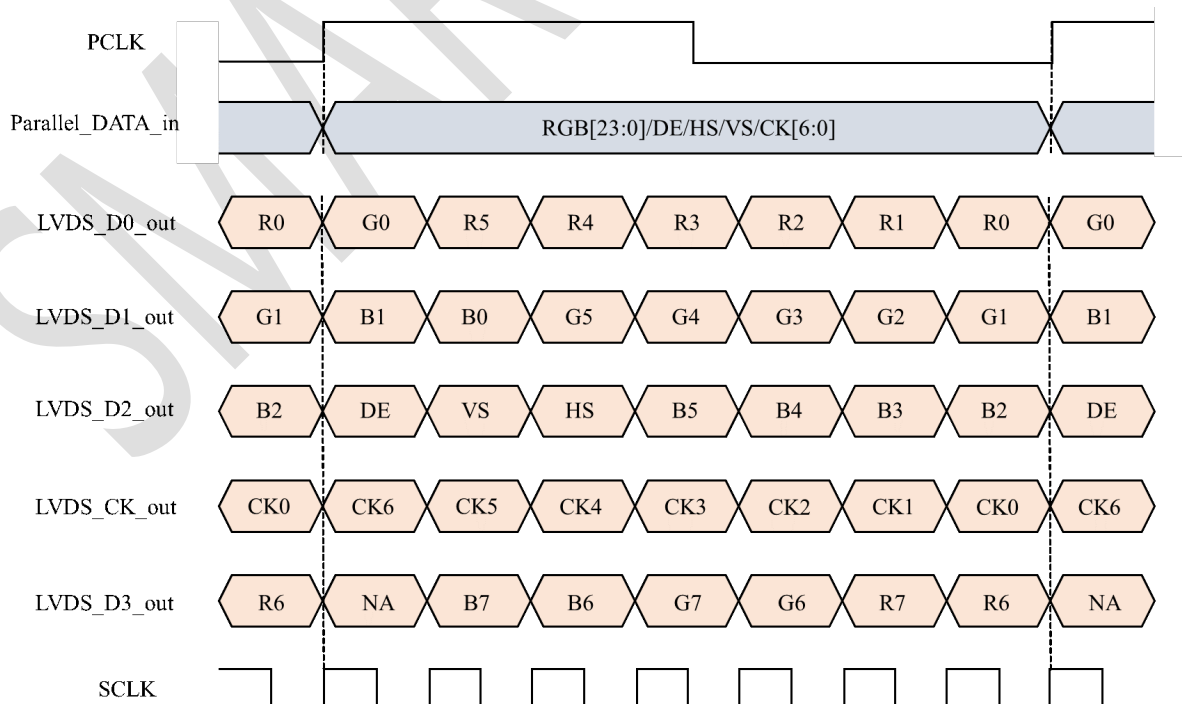 PCLK
Parallel_DATA_in RGB[23:0]/DE/HS/VS/CK[6:0]
LVDS_D0_out R0 G0 R5 R4 R3 R2 R1 R0 G0
LVDS_D1_out G1 B1 B0 G5 G4 G3 G2 G1 B1
LVDS_D2_out B2 DE VS HS B5 B4 B3 B2 DE
LVDS_CK_out CK0 CK6 CK5 CK4 CK3 CK2 CK1 CK0 CK6
LVDS_D3_out R6 NA B7 B6 G7 G6 R7 R6 NA
SCLK